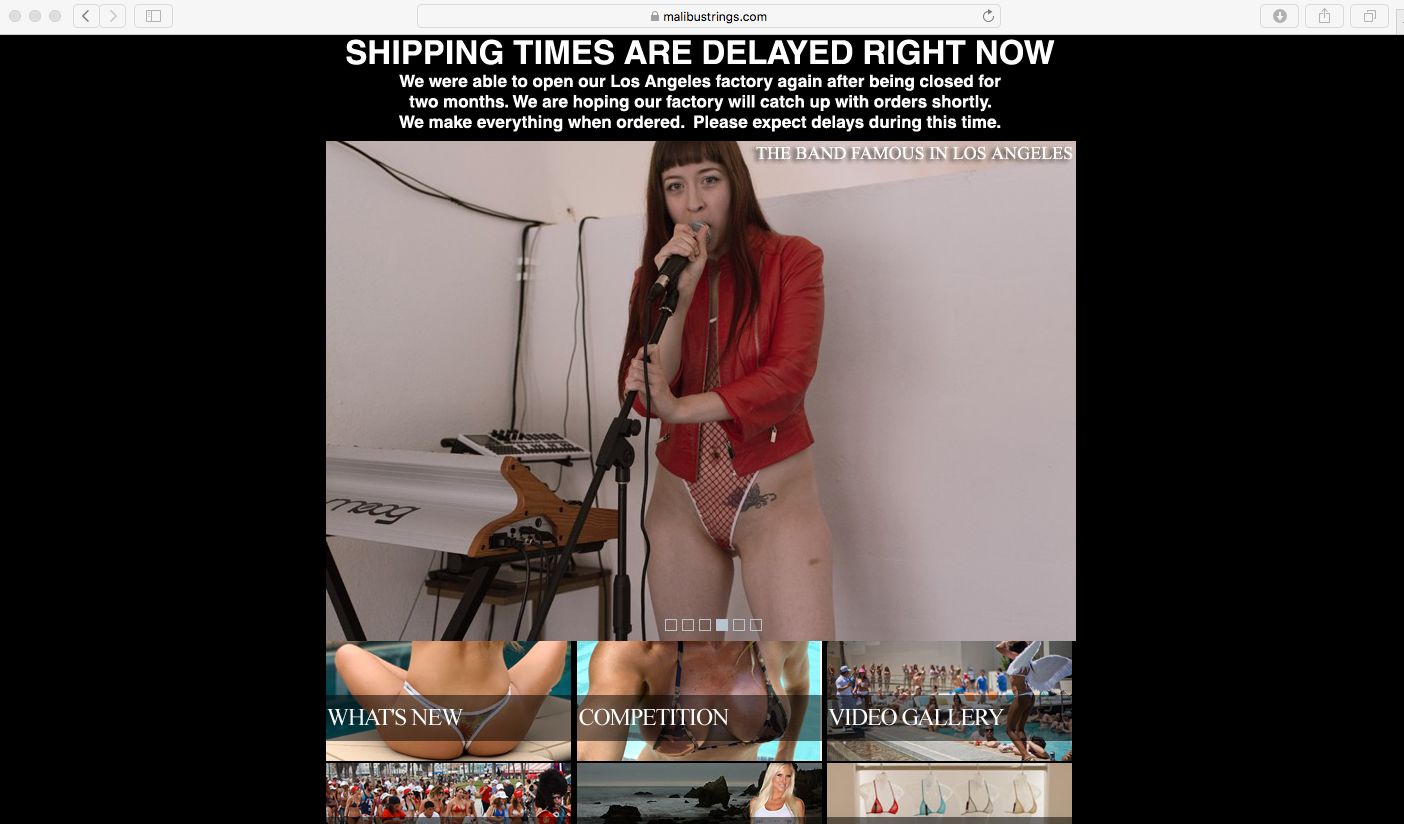 malibustrings.com
SHIPPING TIMES ARE DELAYED RIGHT NOW
We were able to open our Los Angeles factory again after being closed for
two months. We are hoping our factory will catch up with orders shortly.
We make everything when ordered. Please expect delays during this time.
THE BAND FAMOUS IN LOS ANGELES
moog
WHAT'S NEW
COMPETITION
VIDEO GALLERY